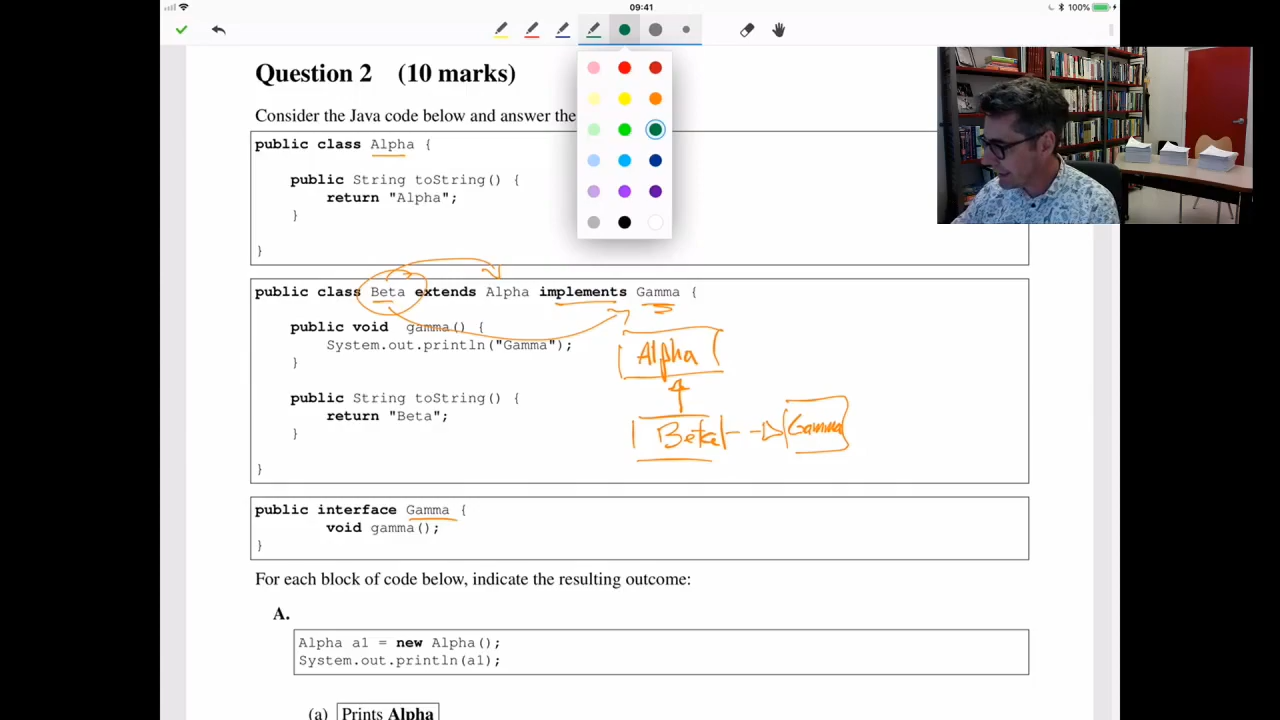 09:41
100%
Question 2 (10 marks)
Consider the Java code below and answer the
public class Alpha {
public String toString() {
return "Alpha";
}
}
public class Beta extends Alpha implements Gamma {
public void gamma() {
System.out.println("Gamma");
}
public String toString() {
return "Beta";
}
}
Alpha
Beta
Gamma
public interface Gamma {
void gamma();
}
For each block of code below, indicate the resulting outcome:
A.
Alpha a1 = new Alpha();
System.out.println(a1);
(a) Prints Alpha